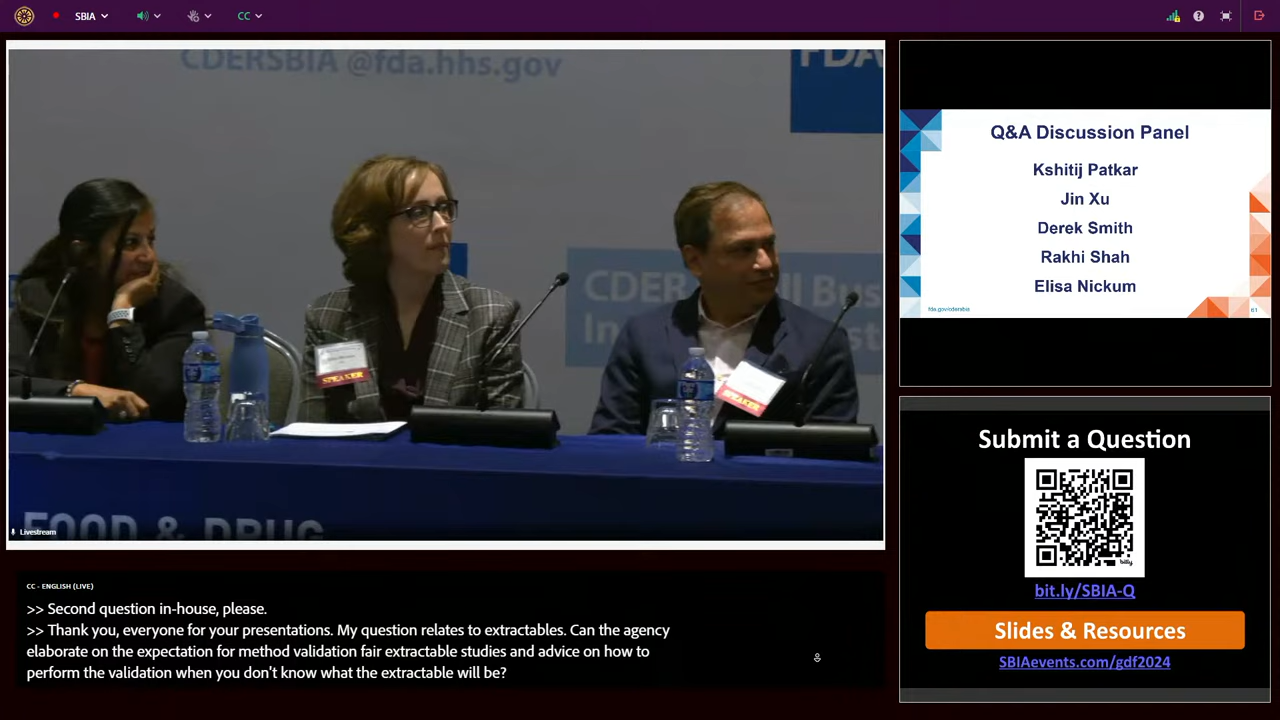 SBIA
CC
CDERSBIA @fda.hhs.gov
FDA
CDER
SPEAKER
SPEAKER
FOOD & DRUG
Livestream
CC - ENGLISH (LIVE)
>> Second question in-house, please.
>> Thank you, everyone for your presentations. My question relates to extractables. Can the agency
elaborate on the expectation for method validation fair extractable studies and advice on how to
perform the validation when you don't know what the extractable will be?
Q&A Discussion Panel
Kshitij Patkar
Jin Xu
Derek Smith
Rakhi Shah
Elisa Nickum
Submit a Question
bitly
bit.ly/SBIA-Q
Slides & Resources
SBIAevents.com/gdf2024